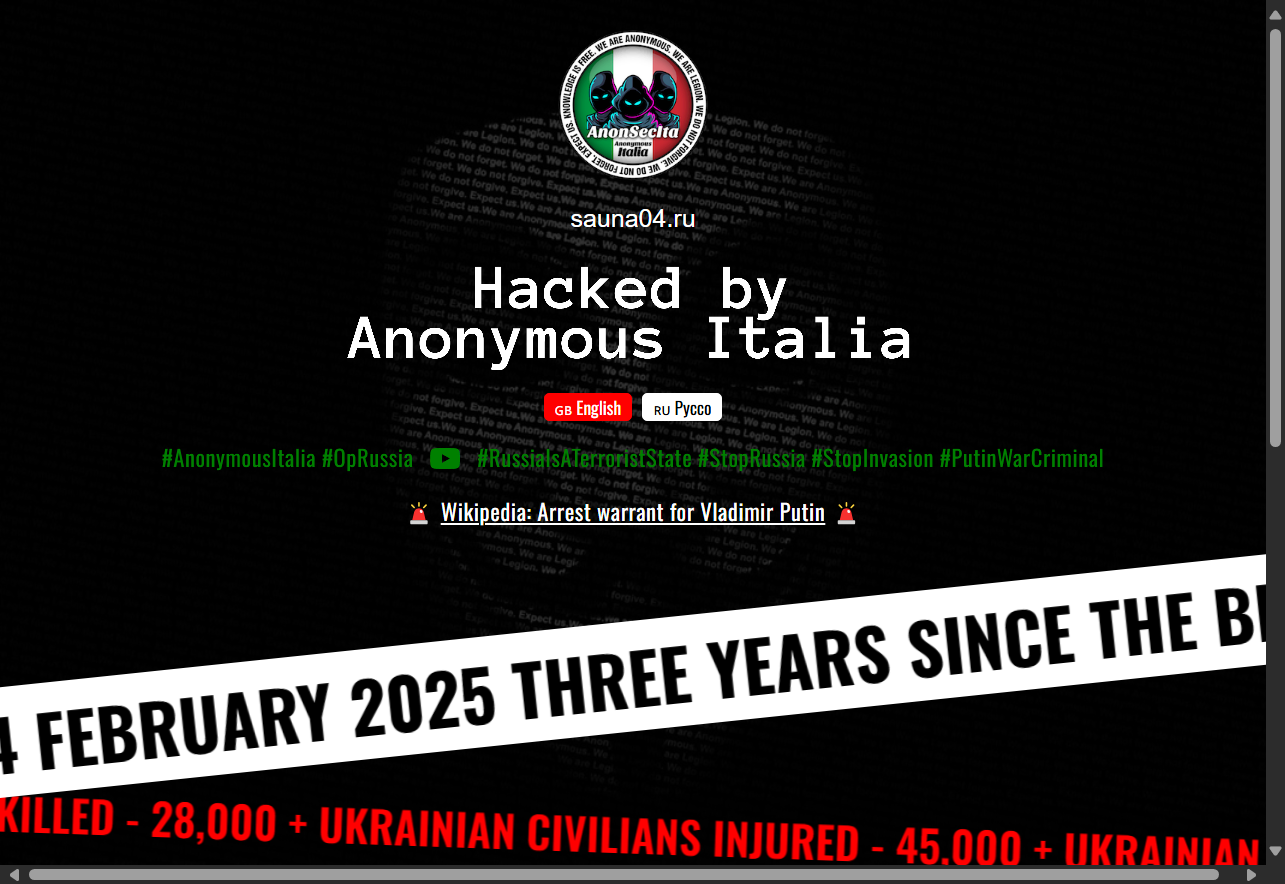 WE ARE ANONYMOUS. WE ARE LEGION. WE DO NOT FORGIVE. WE DO NOT FORGET. EXPECT US. KNOWLEDGE IS FREE.
AnonSecIta
Anonymous
Italia
sauna04.ru
Hacked by
Anonymous Italia
GB English RU Русso
#AnonymousItalia #OpRussia #RussiaIsATerroristState #StopRussia #StopInvasion #PutinWarCriminal
Wikipedia: Arrest warrant for Vladimir Putin
4 FEBRUARY 2025 THREE YEARS SINCE THE
KILLED - 28,000 + UKRAINIAN CIVILIANS INJURED - 45,000 + UKRAINIAN